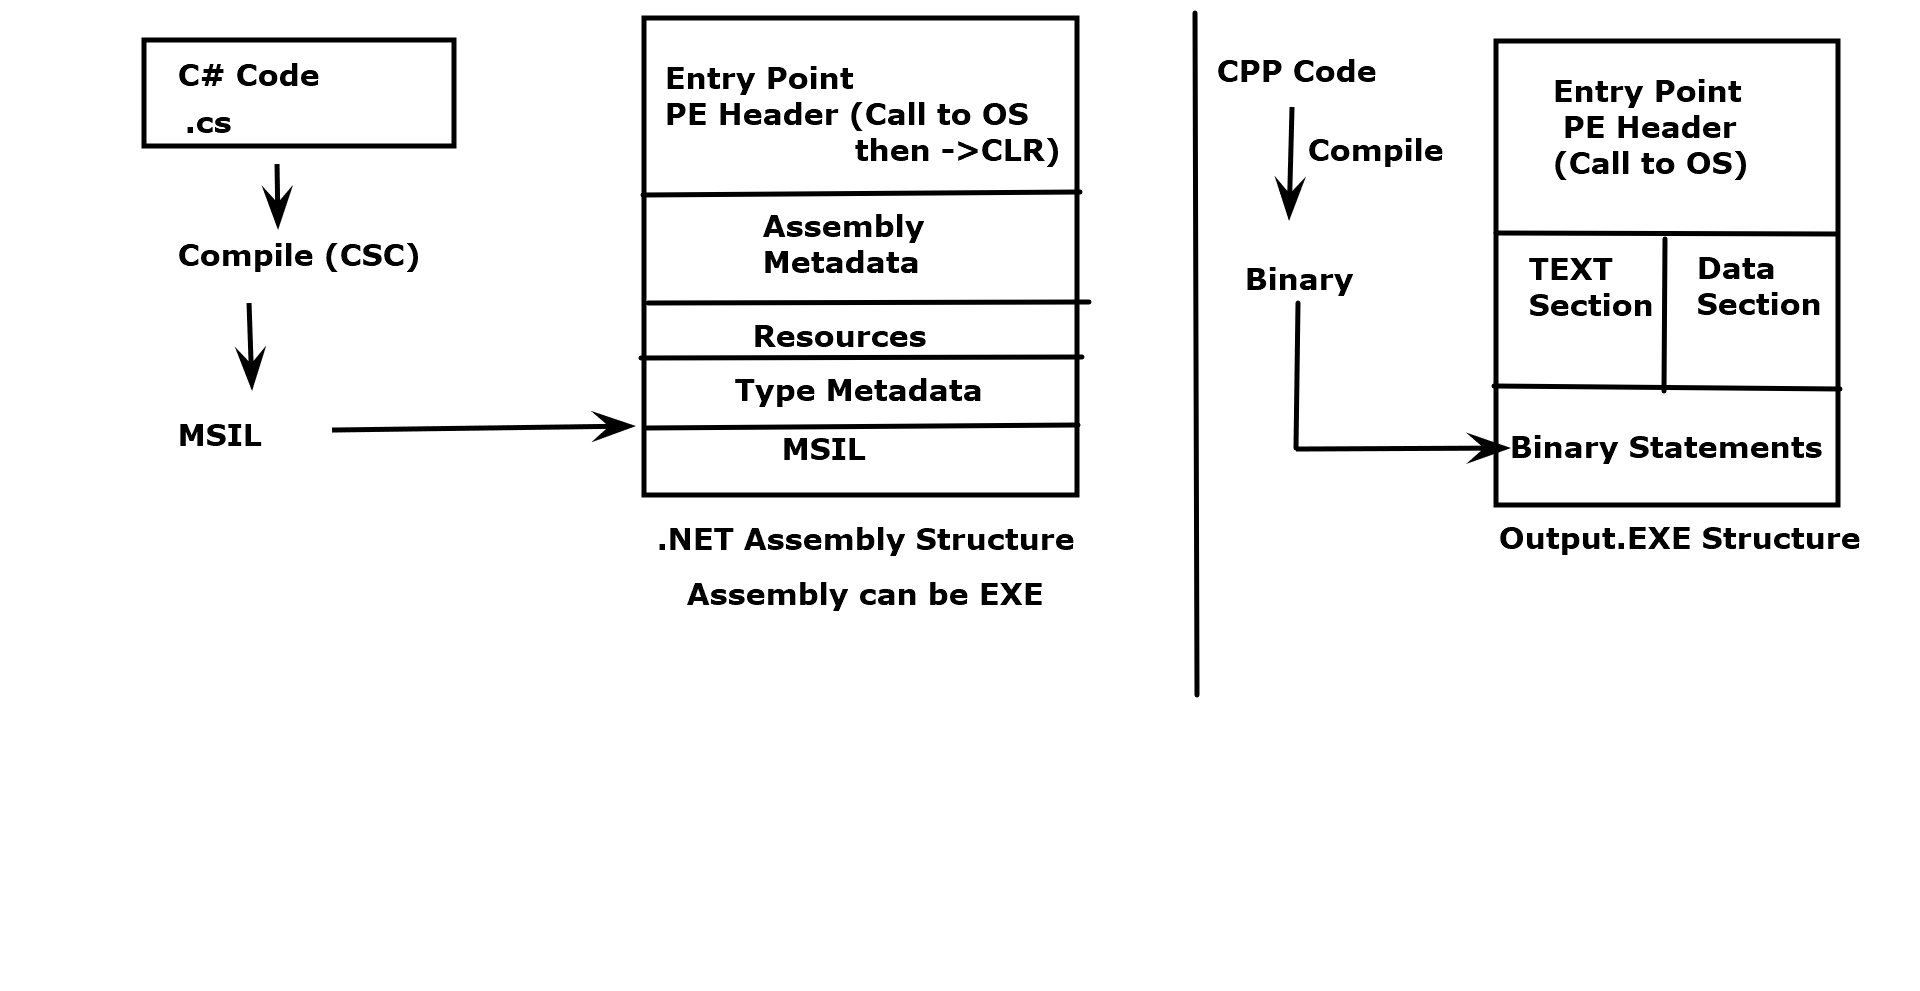 C# Code
.cs
Compile (CSC)
MSIL
Entry Point
PE Header (Call to OS
then ->CLR)
Assembly
Metadata
Resources
Type Metadata
MSIL
.NET Assembly Structure
Assembly can be EXE
CPP Code
Compile
Binary
Entry Point
PE Header
(Call to OS)
TEXT
Section
Data
Section
Binary Statements
Output.EXE Structure